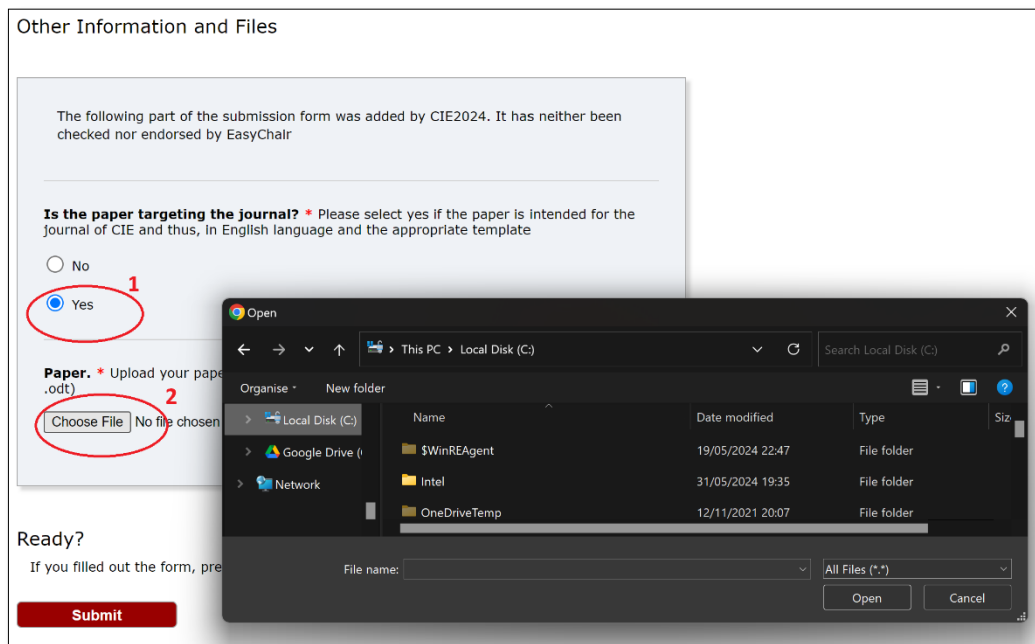 Other Information and Files
The following part of the submission form was added by CIE2024. It has neither been
checked nor endorsed by EasyChair
Is the paper targeting the journal? * Please select yes if the paper is intended for the
journal of CIE and thus, in English language and the appropriate template
No
1
Yes
Open
This PC > Local Disk (C:)
Search Local Disk (C:)
Paper. * Upload your pape
.odt)
2
Organise
New folder
Choose File No file chosen
Local Disk (C:)
Name
Date modified
Type
Siz
Google Drive (
$WinREAgent
19/05/2024 22:47
File folder
Network
Intel
31/05/2024 19:35
File folder
OneDriveTemp
12/11/2021 20:07
File folder
Ready?
If you filled out the form, pre
File name:
All Files (*.*)
Open
Cancel
Submit